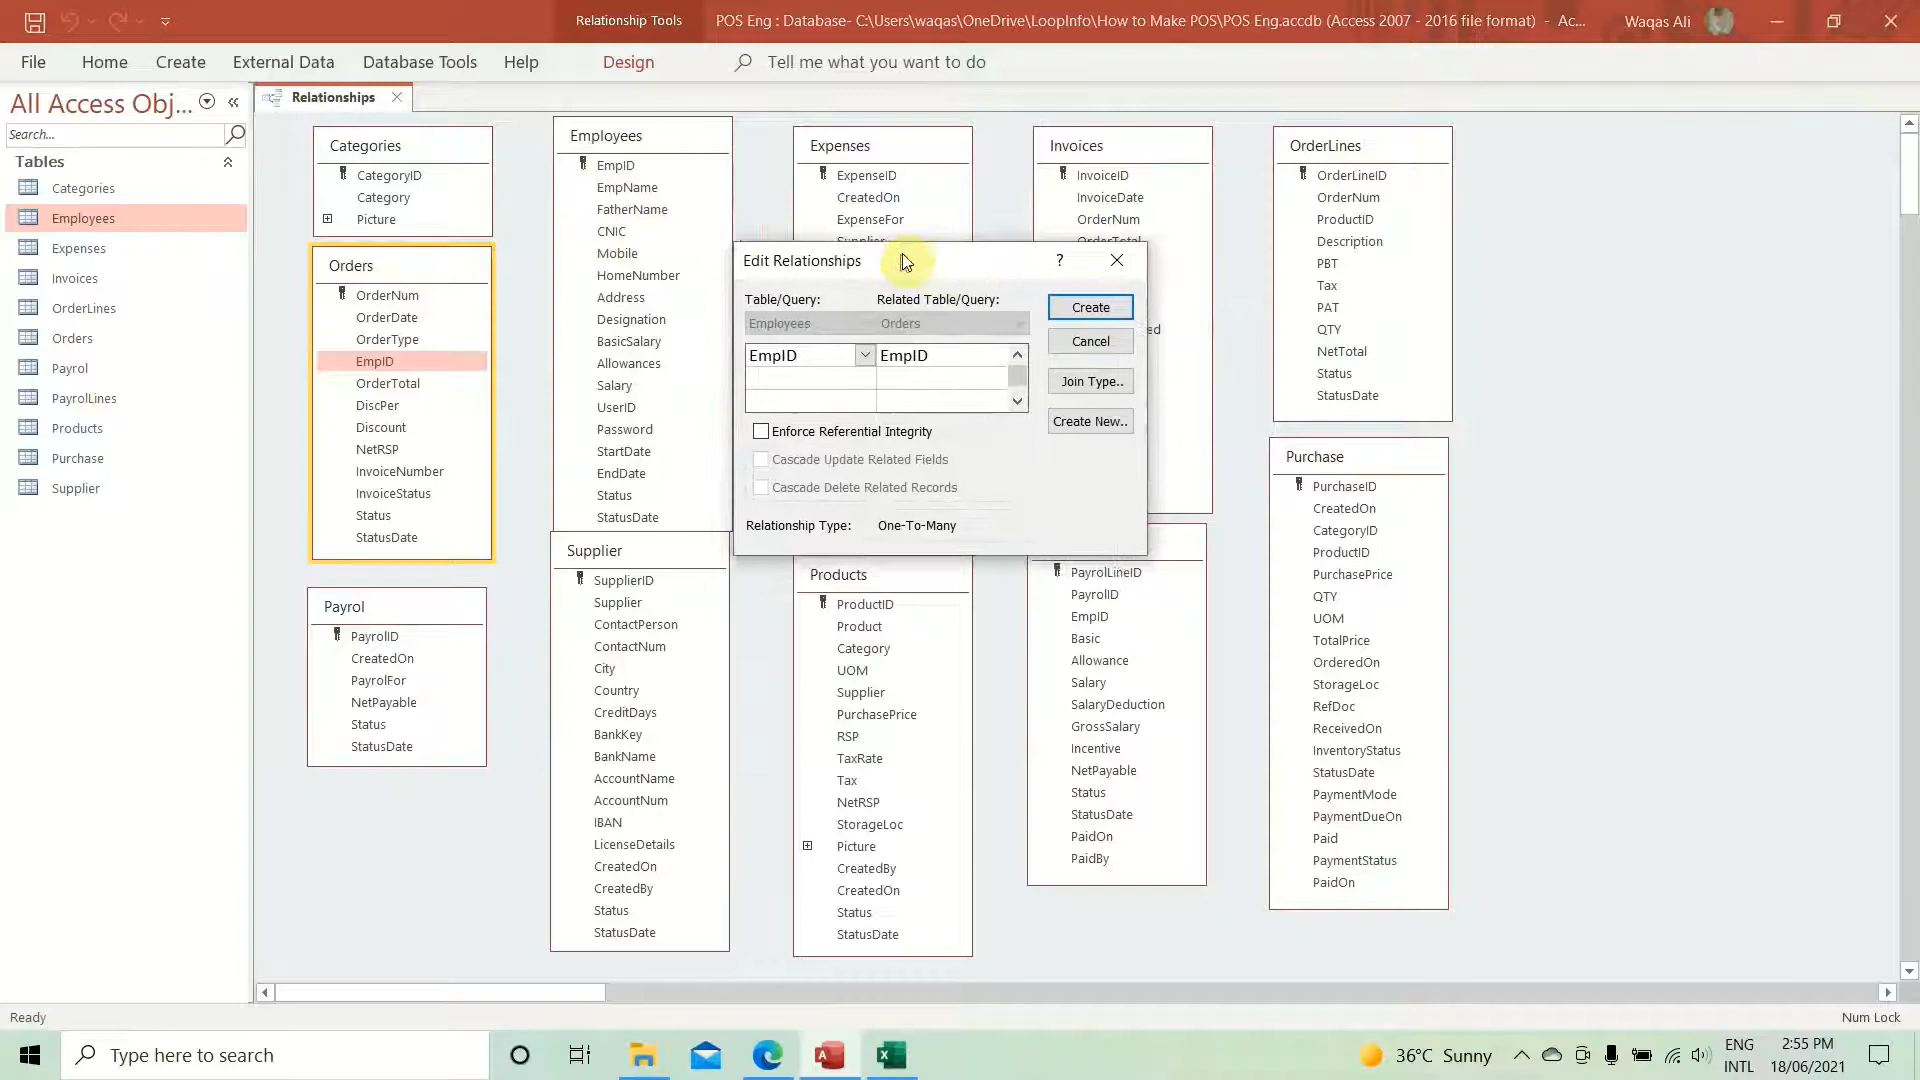 Relationship Tools
POS Eng : Database- C:\Users\waqas\OneDrive\LoopInfo\How to Make POS\POS Eng.accdb (Access 2007 - 2016 file format) - Ac...
Waqas Ali
File Home Create External Data Database Tools Help Design Tell me what you want to do
All Access Obj...
Search...
Tables
Categories
Employees
Expenses
Invoices
OrderLines
Orders
Payrol
PayrolLines
Products
Purchase
Supplier
Relationships
Categories
CategoryID
Category
Picture
Orders
OrderNum
OrderDate
OrderType
EmpID
OrderTotal
DiscPer
Discount
NetRSP
InvoiceNumber
InvoiceStatus
Status
StatusDate
Payrol
PayrolID
CreatedOn
PayrolFor
NetPayable
Status
StatusDate
Employees
EmpID
EmpName
FatherName
CNIC
Mobile
HomeNumber
Address
Designation
BasicSalary
Allowances
Salary
UserID
Password
StartDate
EndDate
Status
StatusDate
Supplier
SupplierID
Supplier
ContactPerson
ContactNum
City
Country
CreditDays
BankKey
BankName
AccountName
AccountNum
IBAN
LicenseDetails
CreatedOn
CreatedBy
Status
StatusDate
Expenses
ExpenseID
CreatedOn
ExpenseFor
Supplier
Edit Relationships
?
Table/Query: Related Table/Query:
Employees Orders
EmpID EmpID
Enforce Referential Integrity
Cascade Update Related Fields
Cascade Delete Related Records
Relationship Type: One-To-Many
Create
Cancel
Join Type..
Create New..
Products
ProductID
Product
Category
UOM
Supplier
PurchasePrice
RSP
TaxRate
Tax
NetRSP
StorageLoc
Picture
CreatedBy
CreatedOn
Status
StatusDate
Invoices
InvoiceID
InvoiceDate
OrderNum
OrderTotal
ed
PayrolLineID
PayrolID
EmpID
Basic
Allowance
Salary
SalaryDeduction
GrossSalary
Incentive
NetPayable
Status
StatusDate
PaidOn
PaidBy
OrderLines
OrderLineID
OrderNum
ProductID
Description
PBT
Tax
PAT
QTY
NetTotal
Status
StatusDate
Purchase
PurchaseID
CreatedOn
CategoryID
ProductID
PurchasePrice
QTY
UOM
TotalPrice
OrderedOn
StorageLoc
RefDoc
ReceivedOn
InventoryStatus
StatusDate
PaymentMode
PaymentDueOn
Paid
PaymentStatus
PaidOn
Ready
Num Lock
Type here to search
36°C Sunny
ENG
INTL
2:55 PM
18/06/2021